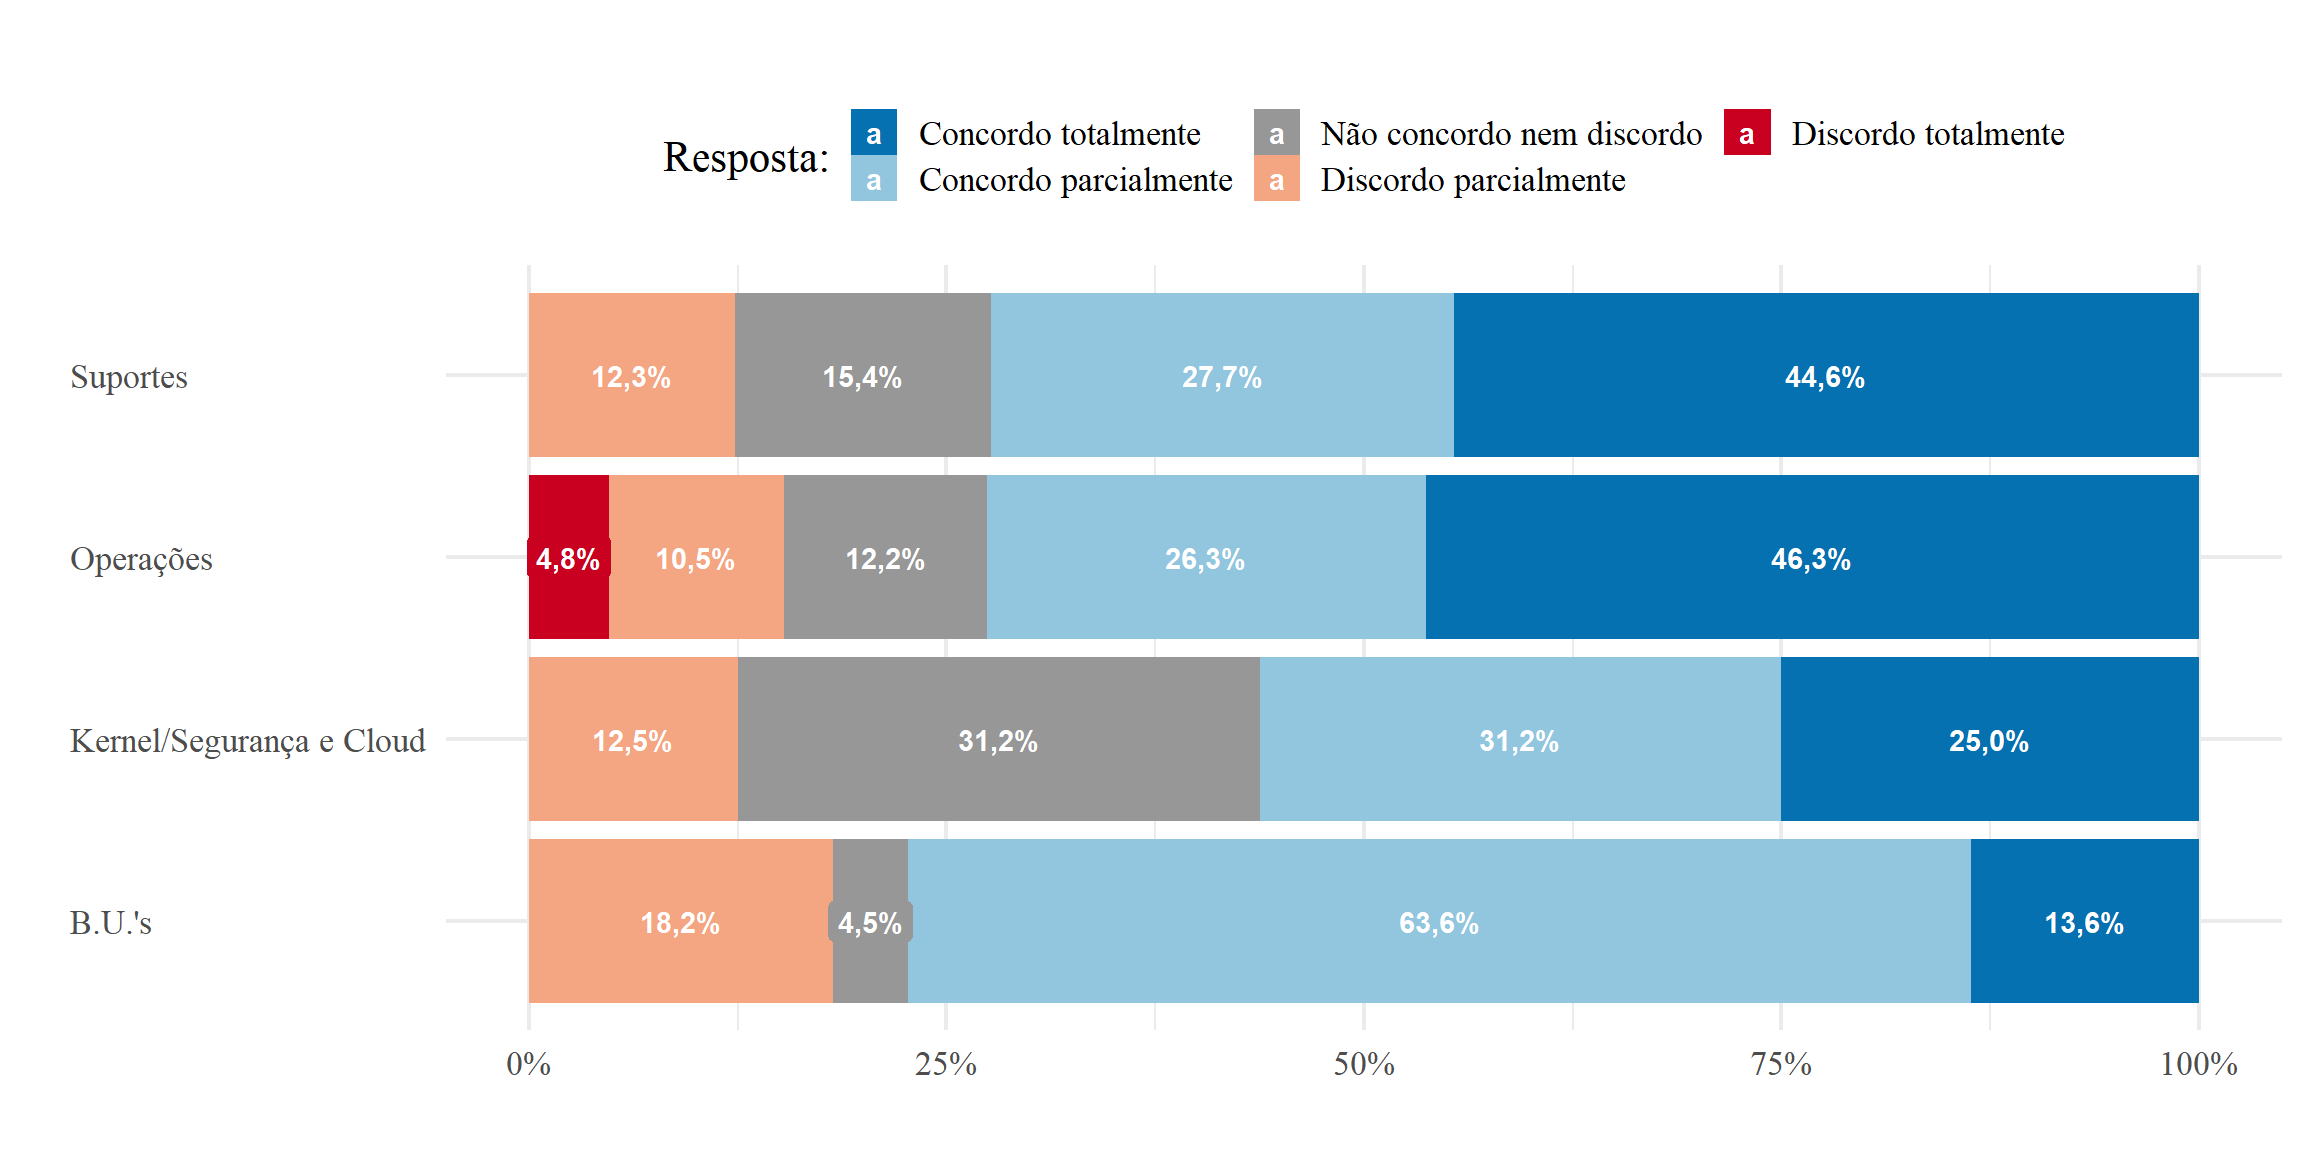 Resposta:
a Concordo totalmente a Não concordo nem discordo a Discordo totalmente
a Concordo parcialmente a Discordo parcialmente
Suportes 12,3% 15,4% 27,7% 44,6%
Operações 4,8% 10,5% 12,2% 26,3% 46,3%
Kernel/Segurança e Cloud 12,5% 31,2% 31,2% 25,0%
B.U.'s 18,2% 4,5% 63,6% 13,6%
0% 25% 50% 75% 100%